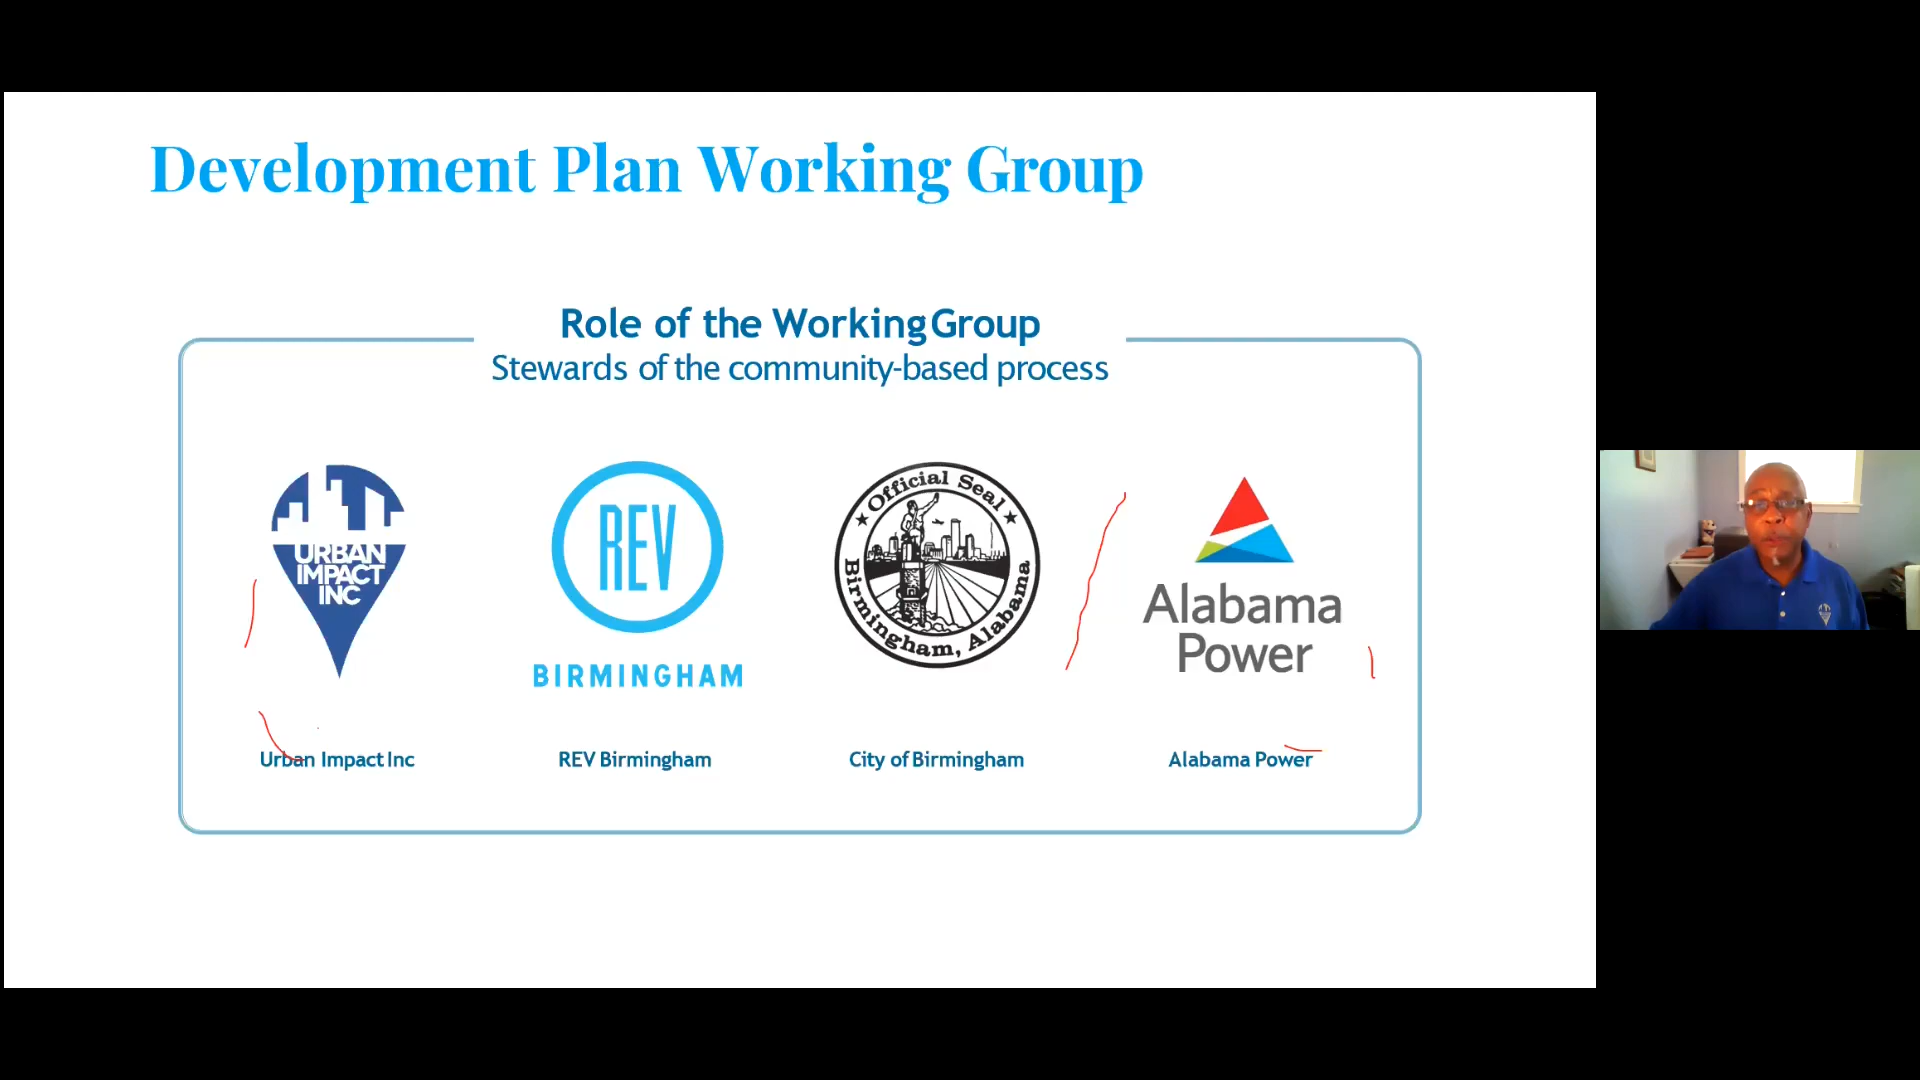 Development Plan Working Group
Role of the Working Group
Stewards of the community-based process
URBAN
IMPACT
INC
REV
BIRMINGHAM
Official Seal
Birmingham, Alabama
Alabama
Power
Urban Impact Inc
REV Birmingham
City of Birmingham
Alabama Power